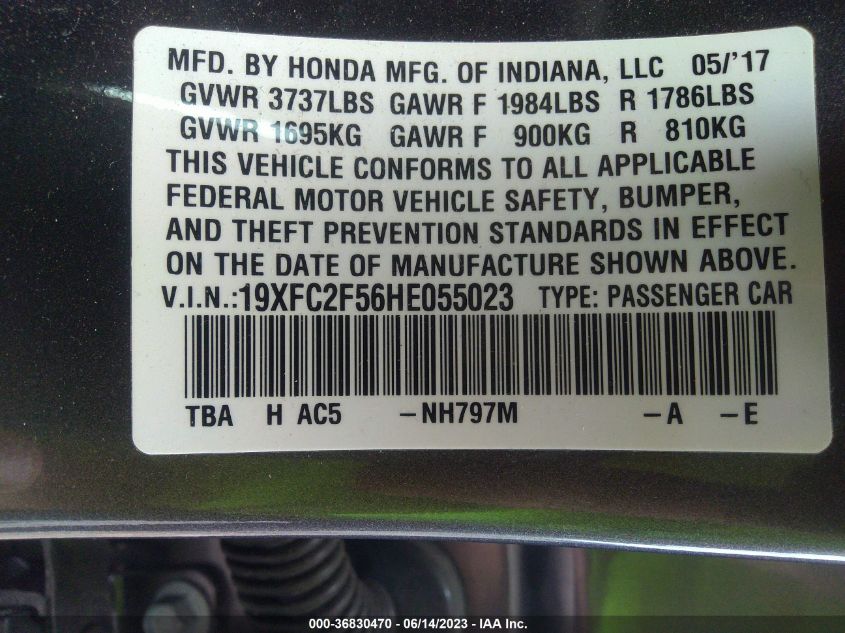 MFD. BY HONDA MFG. OF INDIANA, LLC 05/'17
GVWR 3737LBS GAWR F 1984LBS R 1786LBS
GVWR 1695KG GAWR F 900KG R 810KG
THIS VEHICLE CONFORMS TO ALL APPLICABLE
FEDERAL MOTOR VEHICLE SAFETY, BUMPER,
AND THEFT PREVENTION STANDARDS IN EFFECT
ON THE DATE OF MANUFACTURE SHOWN ABOVE.
V.I.N.:19XFC2F56HE055023 TYPE: PASSENGER CAR
TBA H AC5 -NH797M -A -E
000-36830470 - 06/14/2023 - IAA Inc.